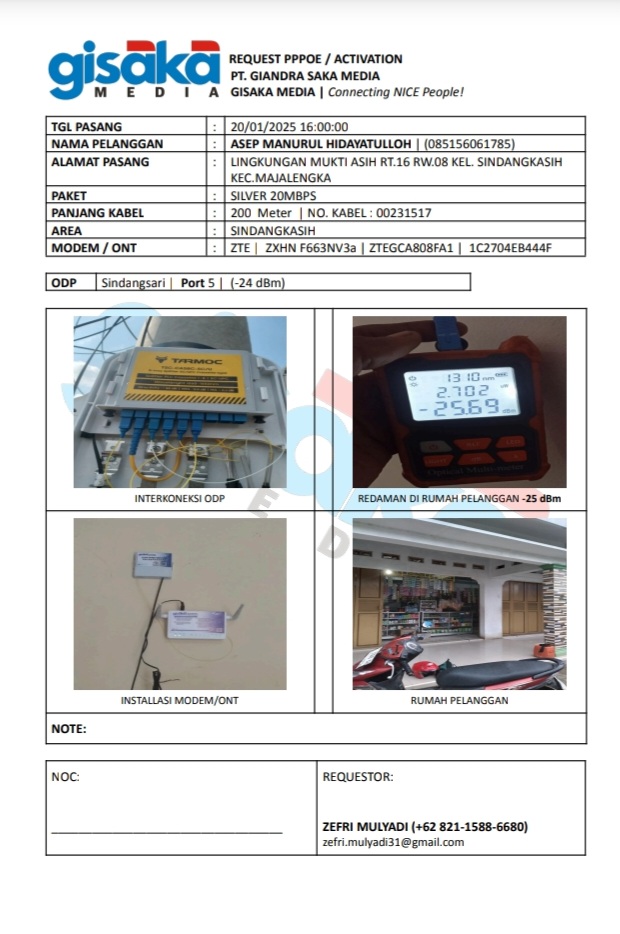 gisaka
MEDIA
REQUEST PPPOE / ACTIVATION
PT. GIANDRA SAKA MEDIA
GISAKA MEDIA | Connecting NICE People!
TGL PASANG : 20/01/2025 16:00:00
NAMA PELANGGAN : ASEP MANURUL HIDAYATULLOH | (085156061785)
ALAMAT PASANG : LINGKUNGAN MUKTI ASIH RT.16 RW.08 KEL. SINDANGKASIH
KEC.MAJALENGKA
PAKET : SILVER 20MBPS
PANJANG KABEL : 200 Meter | NO. KABEL : 00231517
AREA : SINDANGKASIH
MODEM / ONT : ZTE | ZXHN F663NV3a | ZTEGCA808FA1 | 1C2704EB444F
ODP Sindangsari | Port 5 | (-24 dBm)
TARMOC
1310 nm
2.702
-25.69 dBm
Optical Multi-meter
INTERKONEKSI ODP
REDAMAN DI RUMAH PELANGGAN -25 dBm
INSTALLASI MODEM/ONT
RUMAH PELANGGAN
NOTE:
NOC:
REQUESTOR:
ZEFRI MULYADI (+62 821-1588-6680)
zefri.mulyadi31@gmail.com